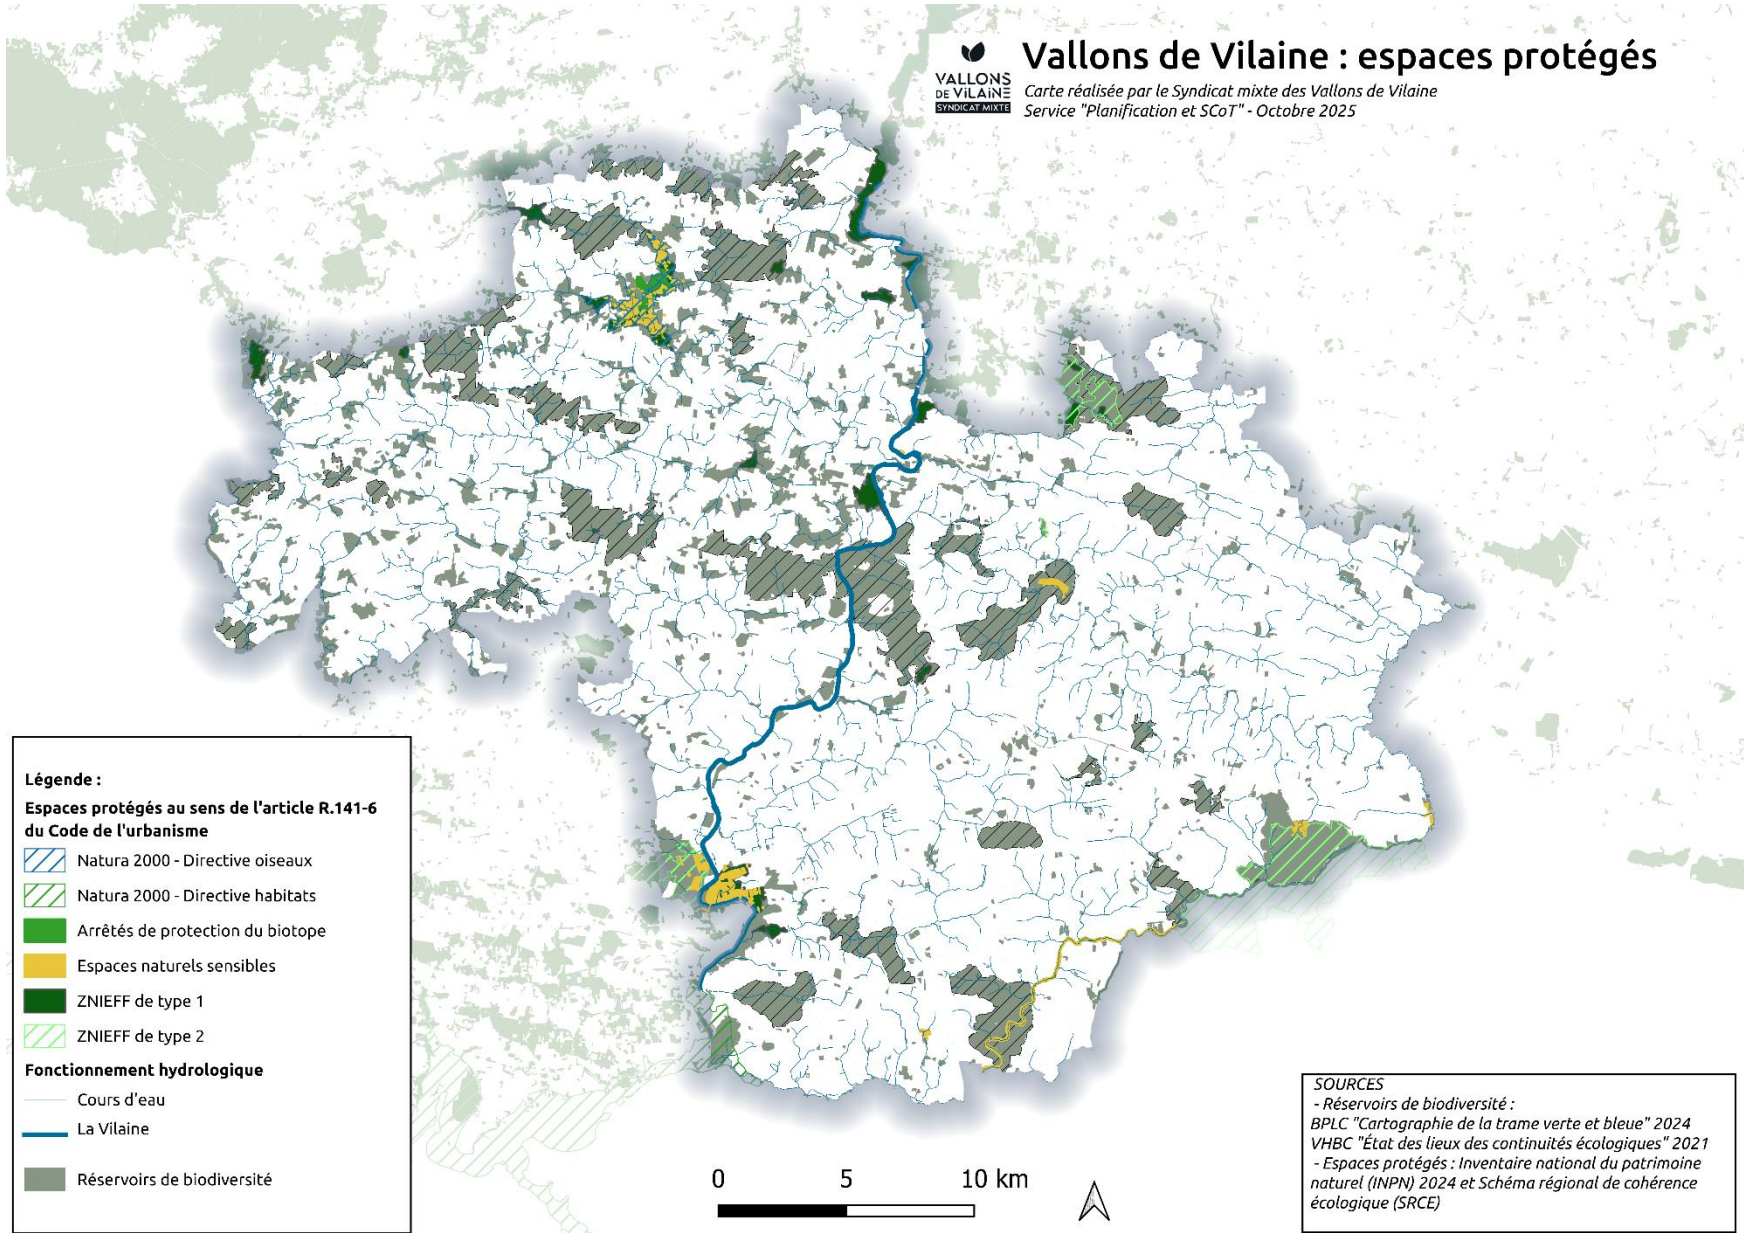 Vallons de Vilaine : espaces protégés
VALLONS
DE VILAINE
SYNDICAT MIXTE
Carte réalisée par le Syndicat mixte des Vallons de Vilaine
Service "Planification et SCoT" - Octobre 2025
Légende :
Espaces protégés au sens de l'article R.141-6
du Code de l'urbanisme
Natura 2000 - Directive oiseaux
Natura 2000 - Directive habitats
Arrêtés de protection du biotope
Espaces naturels sensibles
ZNIEFF de type 1
ZNIEFF de type 2
Fonctionnement hydrologique
Cours d'eau
La Vilaine
Réservoirs de biodiversité
0 5 10 km
SOURCES
- Réservoirs de biodiversité :
BPLC "Cartographie de la trame verte et bleue" 2024
VHBC "État des lieux des continuités écologiques" 2021
- Espaces protégés : Inventaire national du patrimoine
naturel (INPN) 2024 et Schéma régional de cohérence
écologique (SRCE)